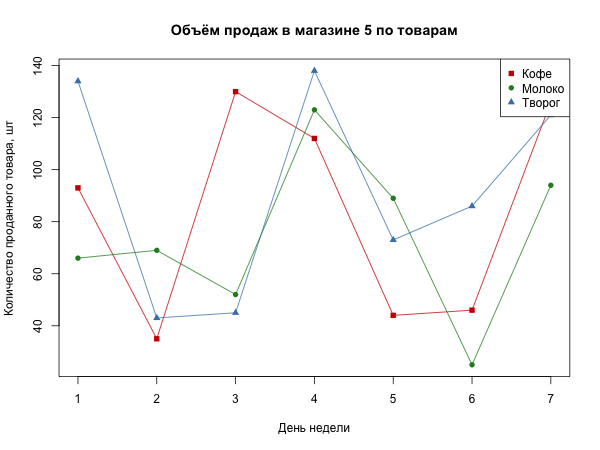 Объём продаж в магазине 5 по товарам
Количество проданного товара, шт
140
120
100
80
60
40
Кофе
Молоко
Творог
1 2 3 4 5 6 7
День недели